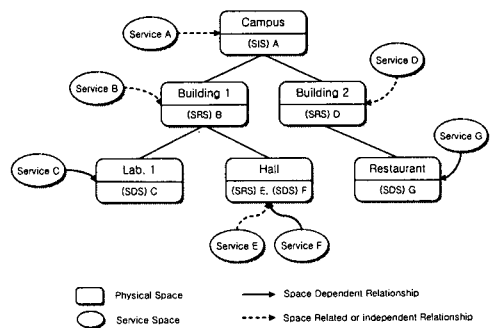 Campus
Service A
(SIS) A
Service D
Service B
Building 1
Building 2
(SRS) B
(SRS) D
Service G
Lab. 1
Hall
Restaurant
Service C
(SDS) C
(SRS) E, (SDS) F
(SDS) G
Service E
Service F
Physical Space
Space Dependent Relationship
Service Space
Space Related or independent Relationship